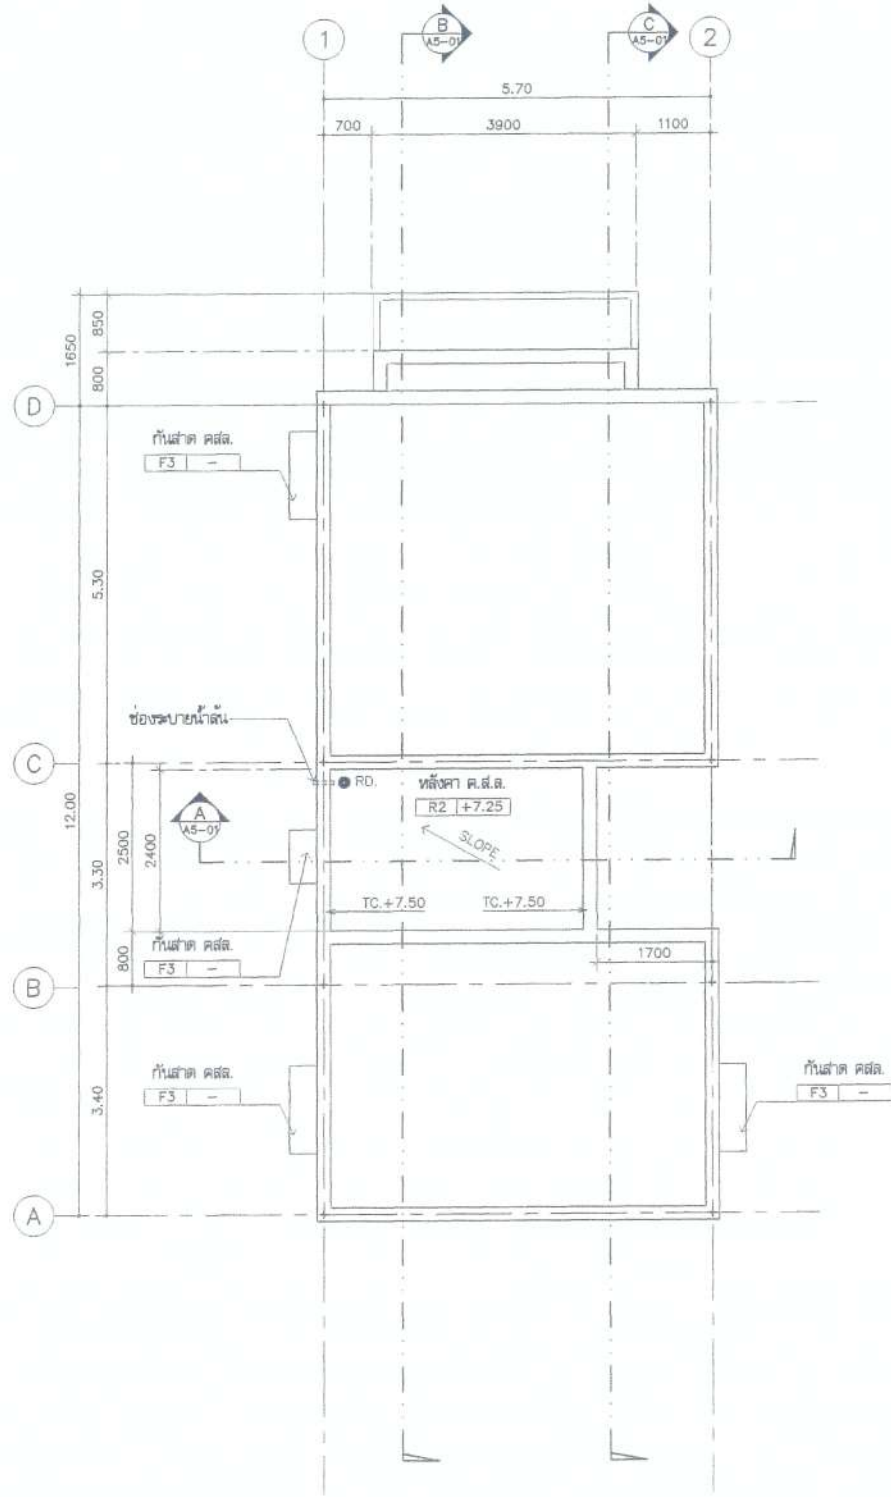 1
B
A5-01
C
A5-01
2
5.70
700
3900
1100
1650
850
800
D
กันสาด คสล.
F3 -
5.30
12.00
ช่องระบายน้ำล้น
C
RD.
หลังคา ค.ส.ล.
R2 +7.25
SLOPE
A
A5-01
3.30
2500
2400
TC.+7.50
TC.+7.50
กันสาด คสล.
F3 -
800
1700
B
กันสาด คสล.
F3 -
3.40
กันสาด คสล.
F3 -
A